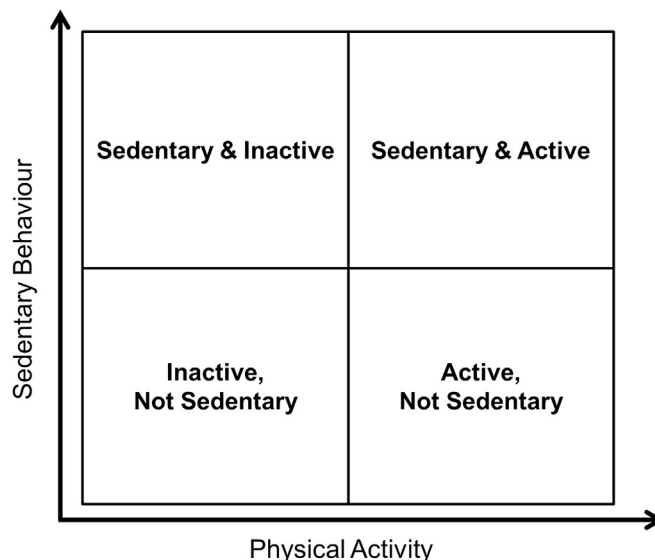 Sedentary Behaviour
Sedentary & Inactive
Sedentary & Active
Inactive,
Not Sedentary
Active,
Not Sedentary
Physical Activity